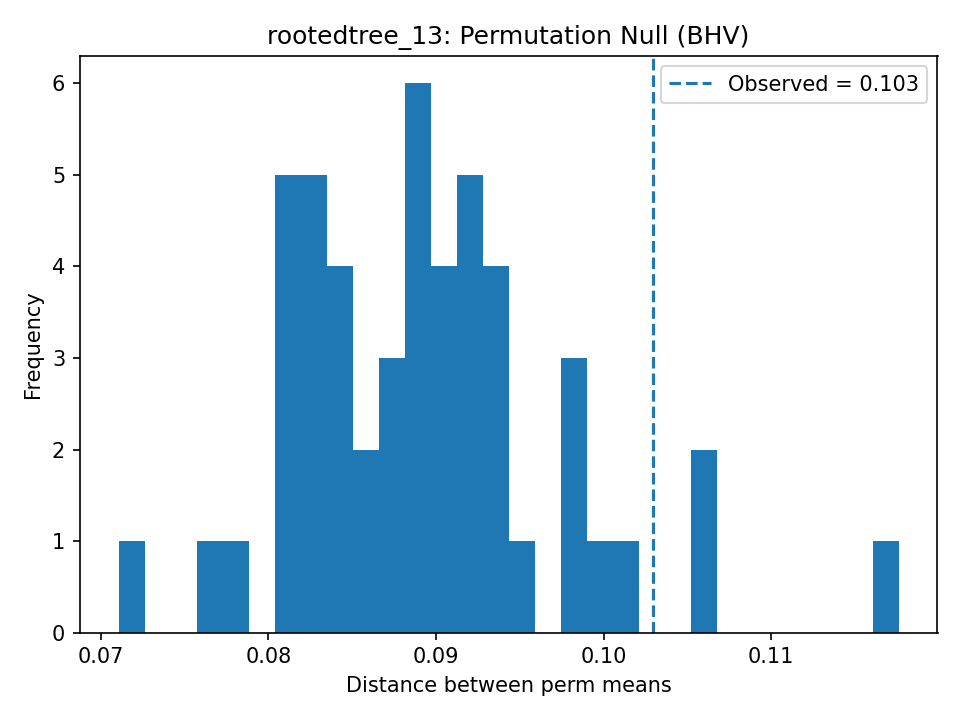 rootedtree_13: Permutation Null (BHV)
Observed = 0.103
Frequency
6
5
4
3
2
1
0
0.07 0.08 0.09 0.10 0.11
Distance between perm means